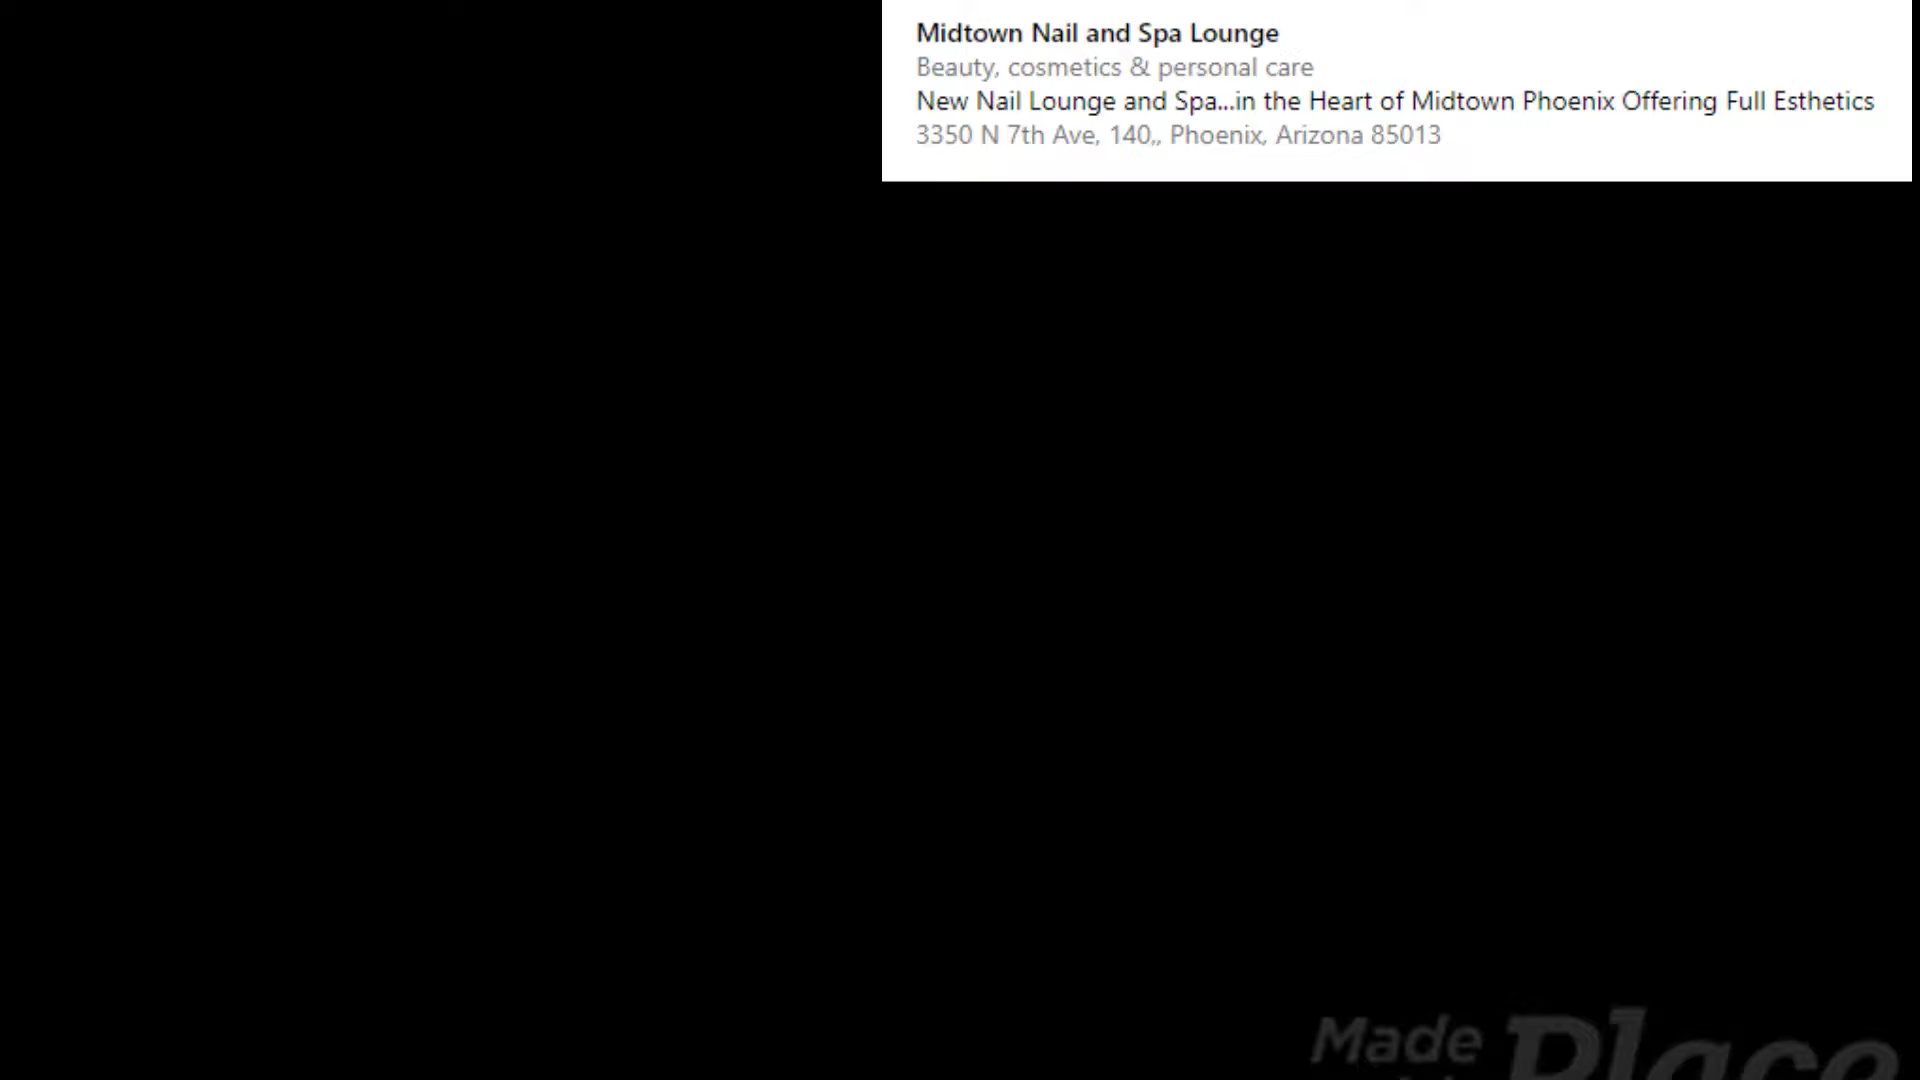 Midtown Nail and Spa Lounge
Beauty, cosmetics & personal care
New Nail Lounge and Spa...in the Heart of Midtown Phoenix Offering Full Esthetics
3350 N 7th Ave, 140,, Phoenix, Arizona 85013
Made
Place